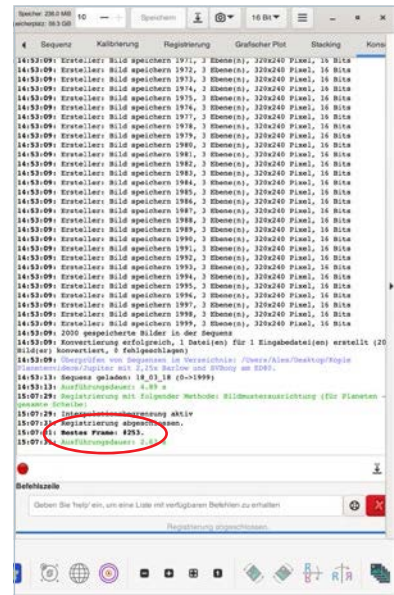 Speicher 236.0 MiB
Speicherplatz: 59.3 GiB
10
Speichern
16 Bit
Sequenz Kalibrierung Registrierung Grafischer Plot Stacking Kons
14:53:09: Ersteller: Bild speichern 1971, 3 Ebene(n), 320x240 Pixel, 16 Bits
14:53:09: Ersteller: Bild speichern 1972, 3 Ebene(n), 320x240 Pixel, 16 Bits
14:53:09: Ersteller: Bild speichern 1973, 3 Ebene(n), 320x240 Pixel, 16 Bits
14:53:09: Ersteller: Bild speichern 1974, 3 Ebene(n), 320x240 Pixel, 16 Bits
14:53:09: Ersteller: Bild speichern 1975, 3 Ebene(n), 320x240 Pixel, 16 Bits
14:53:09: Ersteller: Bild speichern 1976, 3 Ebene(n), 320x240 Pixel, 16 Bits
14:53:09: Ersteller: Bild speichern 1977, 3 Ebene(n), 320x240 Pixel, 16 Bits
14:53:09: Ersteller: Bild speichern 1978, 3 Ebene(n), 320x240 Pixel, 16 Bits
14:53:09: Ersteller: Bild speichern 1979, 3 Ebene(n), 320x240 Pixel, 16 Bits
14:53:09: Ersteller: Bild speichern 1980, 3 Ebene(n), 320x240 Pixel, 16 Bits
14:53:09: Ersteller: Bild speichern 1981, 3 Ebene(n), 320x240 Pixel, 16 Bits
14:53:09: Ersteller: Bild speichern 1982, 3 Ebene(n), 320x240 Pixel, 16 Bits
14:53:09: Ersteller: Bild speichern 1983, 3 Ebene(n), 320x240 Pixel, 16 Bits
14:53:09: Ersteller: Bild speichern 1984, 3 Ebene(n), 320x240 Pixel, 16 Bits
14:53:09: Ersteller: Bild speichern 1985, 3 Ebene(n), 320x240 Pixel, 16 Bits
14:53:09: Ersteller: Bild speichern 1986, 3 Ebene(n), 320x240 Pixel, 16 Bits
14:53:09: Ersteller: Bild speichern 1987, 3 Ebene(n), 320x240 Pixel, 16 Bits
14:53:09: Ersteller: Bild speichern 1988, 3 Ebene(n), 320x240 Pixel, 16 Bits
14:53:09: Ersteller: Bild speichern 1989, 3 Ebene(n), 320x240 Pixel, 16 Bits
14:53:09: Ersteller: Bild speichern 1990, 3 Ebene(n), 320x240 Pixel, 16 Bits
14:53:09: Ersteller: Bild speichern 1991, 3 Ebene(n), 320x240 Pixel, 16 Bits
14:53:09: Ersteller: Bild speichern 1992, 3 Ebene(n), 320x240 Pixel, 16 Bits
14:53:09: Ersteller: Bild speichern 1993, 3 Ebene(n), 320x240 Pixel, 16 Bits
14:53:09: Ersteller: Bild speichern 1994, 3 Ebene(n), 320x240 Pixel, 16 Bits
14:53:09: Ersteller: Bild speichern 1995, 3 Ebene(n), 320x240 Pixel, 16 Bits
14:53:09: Ersteller: Bild speichern 1996, 3 Ebene(n), 320x240 Pixel, 16 Bits
14:53:09: Ersteller: Bild speichern 1997, 3 Ebene(n), 320x240 Pixel, 16 Bits
14:53:09: Ersteller: Bild speichern 1998, 3 Ebene(n), 320x240 Pixel, 16 Bits
14:53:09: Ersteller: Bild speichern 1999, 3 Ebene(n), 320x240 Pixel, 16 Bits
14:53:09: 2000 gespeicherte Bilder in der Sequenz
14:53:09: Konvertierung erfolgreich, 1 Datei(en) für 1 Eingabedatei(en) erstellt (20
Bild(er) konvertiert, 0 fehlgeschlagen)
14:53:09: Überprüfen von Sequenzen im Verzeichnis: /Users/Alex/Desktop/Kopie
Planetenvideos/Jupiter mit 2,25x Barlow und
14:53:13: Sequenz geladen: 18_03_18 (0->1999)
14:53:13: Ausführungsdauer: 4.89 s
15:07:29: Registrierung mit folgender Methode: Bildmusterausrichtung (für Planeten -
gesamte Scheibe)
15:07:29: Interpolationsbegrenzung aktiv
15:07:31: Registrierung abgeschlossen.
15:07:31: Bestes Frame: #253.
15:07:31: Ausführungsdauer: 2.61 s
Befehlszeile
Geben Sie 'help' ein, um eine Liste mit verfügbaren Befehlen zu erhalten
Registrierung abgeschlossen.